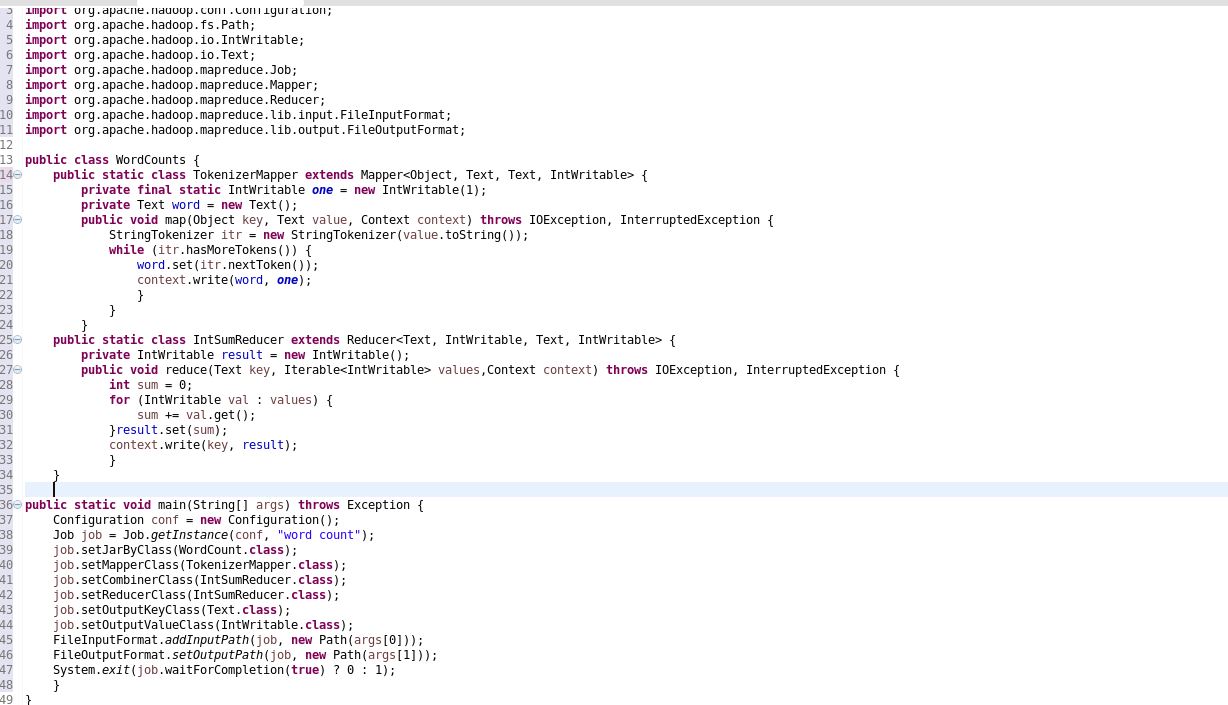 3 import org.apache.hadoop.conf.Configuration;
4 import org.apache.hadoop.fs.Path;
5 import org.apache.hadoop.io.IntWritable;
6 import org.apache.hadoop.io.Text;
7 import org.apache.hadoop.mapreduce.Job;
8 import org.apache.hadoop.mapreduce.Mapper;
9 import org.apache.hadoop.mapreduce.Reducer;
10 import org.apache.hadoop.mapreduce.lib.input.FileInputFormat;
11 import org.apache.hadoop.mapreduce.lib.output.FileOutputFormat;
12
13 public class WordCounts {
14     public static class TokenizerMapper extends Mapper<Object, Text, Text, IntWritable> {
15         private final static IntWritable one = new IntWritable(1);
16         private Text word = new Text();
17         public void map(Object key, Text value, Context context) throws IOException, InterruptedException {
18             StringTokenizer itr = new StringTokenizer(value.toString());
19             while (itr.hasMoreTokens()) {
20                 word.set(itr.nextToken());
21                 context.write(word, one);
22                 }
23             }
24         }
25     public static class IntSumReducer extends Reducer<Text, IntWritable, Text, IntWritable> {
26         private IntWritable result = new IntWritable();
27         public void reduce(Text key, Iterable<IntWritable> values,Context context) throws IOException, InterruptedException {
28             int sum = 0;
29             for (IntWritable val : values) {
30                 sum += val.get();
31             }result.set(sum);
32             context.write(key, result);
33             }
34     }
35
36 public static void main(String[] args) throws Exception {
37     Configuration conf = new Configuration();
38     Job job = Job.getInstance(conf, "word count");
39     job.setJarByClass(WordCount.class);
40     job.setMapperClass(TokenizerMapper.class);
41     job.setCombinerClass(IntSumReducer.class);
42     job.setReducerClass(IntSumReducer.class);
43     job.setOutputKeyClass(Text.class);
44     job.setOutputValueClass(IntWritable.class);
45     FileInputFormat.addInputPath(job, new Path(args[0]));
46     FileOutputFormat.setOutputPath(job, new Path(args[1]));
47     System.exit(job.waitForCompletion(true) ? 0 : 1);
48     }
49 }